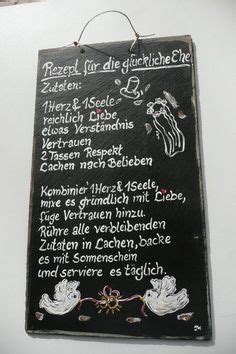 Rezept für die glückliche Ehe
Zutaten:
1 Herz & 1 Seele
reichlich Liebe
etwas Verständnis
Vertrauen
2 Tassen Respekt
Lachen nach Belieben
Kombinier 1 Herz & 1 Seele,
mixe es gründlich mit Liebe,
füge Vertrauen hinzu.
Rühre alle verbleibenden
Zutaten in Lachen, backe
es mit Sonnenschein
und serviere es täglich.